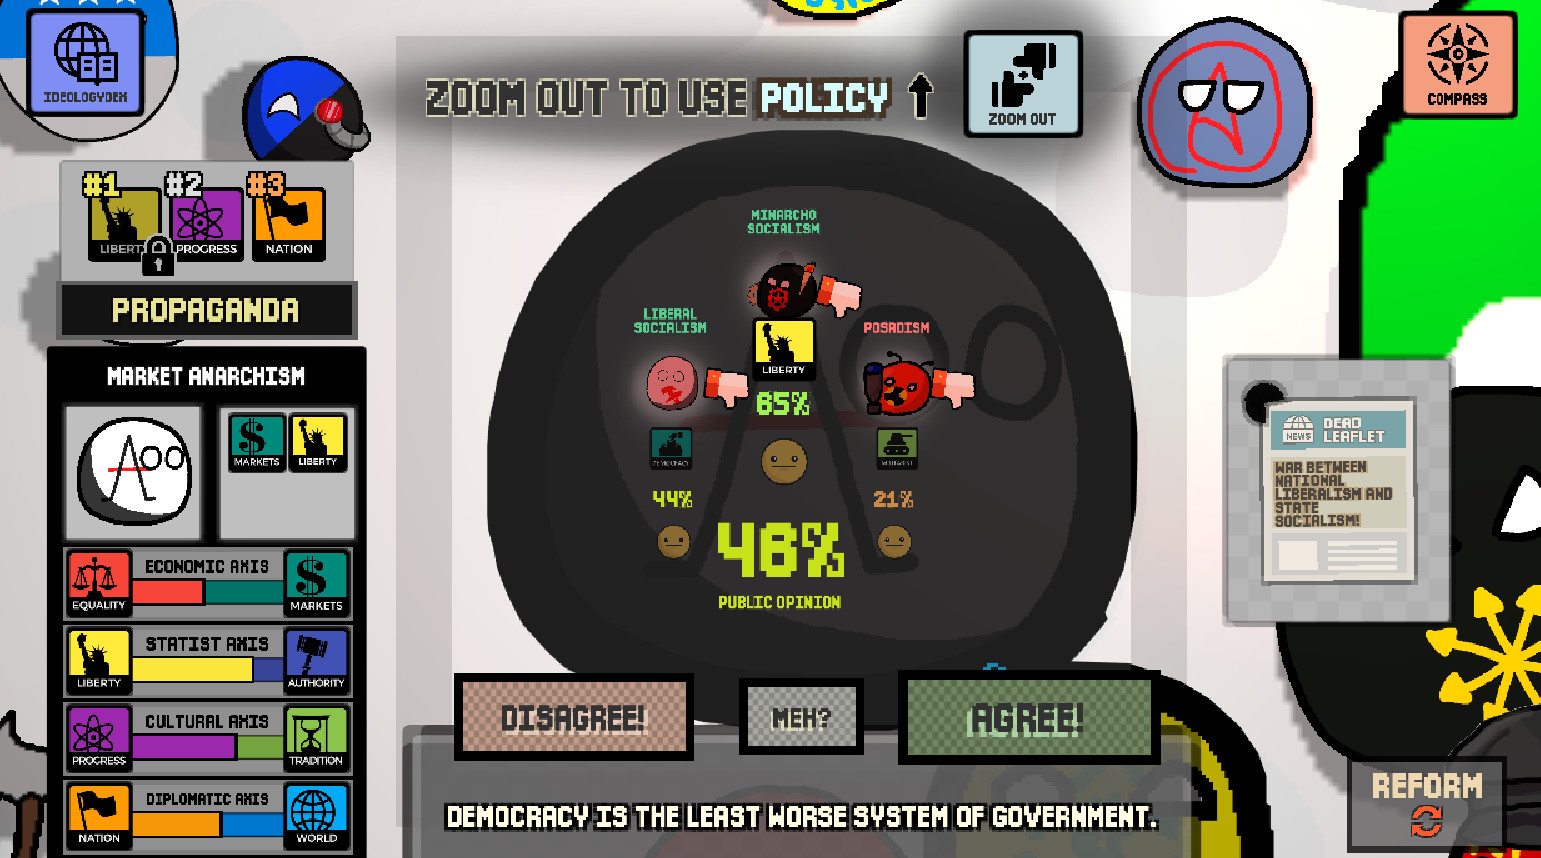 IDEOLOGYDEX
ZOOM OUT TO USE POLICY
ZOOM OUT
COMPASS
#1
#2
#3
LIBERTY
PROGRESS
NATION
PROPAGANDA
MARKET ANARCHISM
MARKETS
LIBERTY
ECONOMIC AXIS
EQUALITY
MARKETS
STATIST AXIS
LIBERTY
AUTHORITY
CULTURAL AXIS
PROGRESS
TRADITION
DIPLOMATIC AXIS
NATION
WORLD
MINARCHO
SOCIALISM
LIBERAL
SOCIALISM
POSADISM
LIBERTY
65%
DEMOCRACY
MILITARIST
44%
21%
46%
PUBLIC OPINION
DISAGREE!
MEH?
AGREE!
DEMOCRACY IS THE LEAST WORSE SYSTEM OF GOVERNMENT.
NEWS
DEAD
LEAFLET
WAR BETWEEN
NATIONAL
LIBERALISM AND
STATE
SOCIALISM!
REFORM